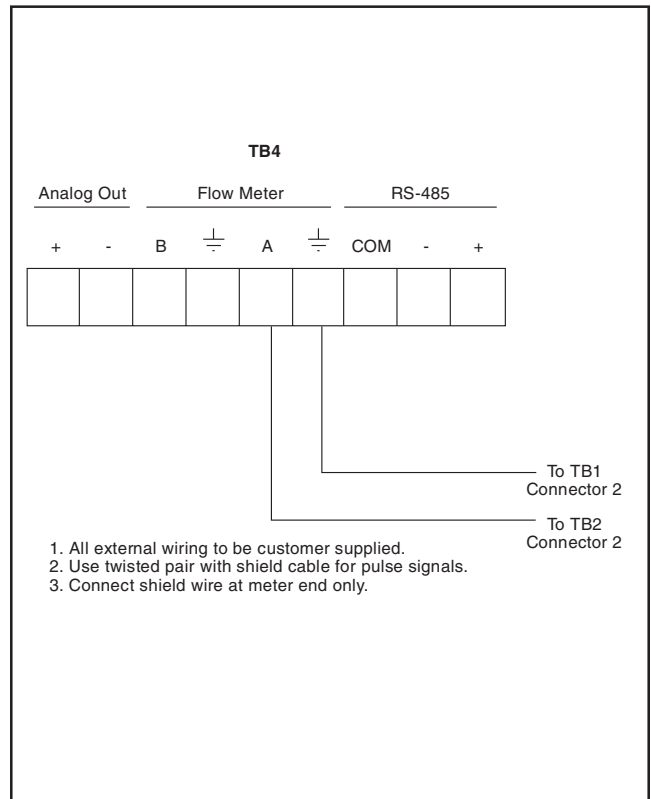 TB4
Analog Out Flow Meter RS-485
+ - B A COM - +
To TB1
Connector 2
To TB2
Connector 2
1. All external wiring to be customer supplied.
2. Use twisted pair with shield cable for pulse signals.
3. Connect shield wire at meter end only.